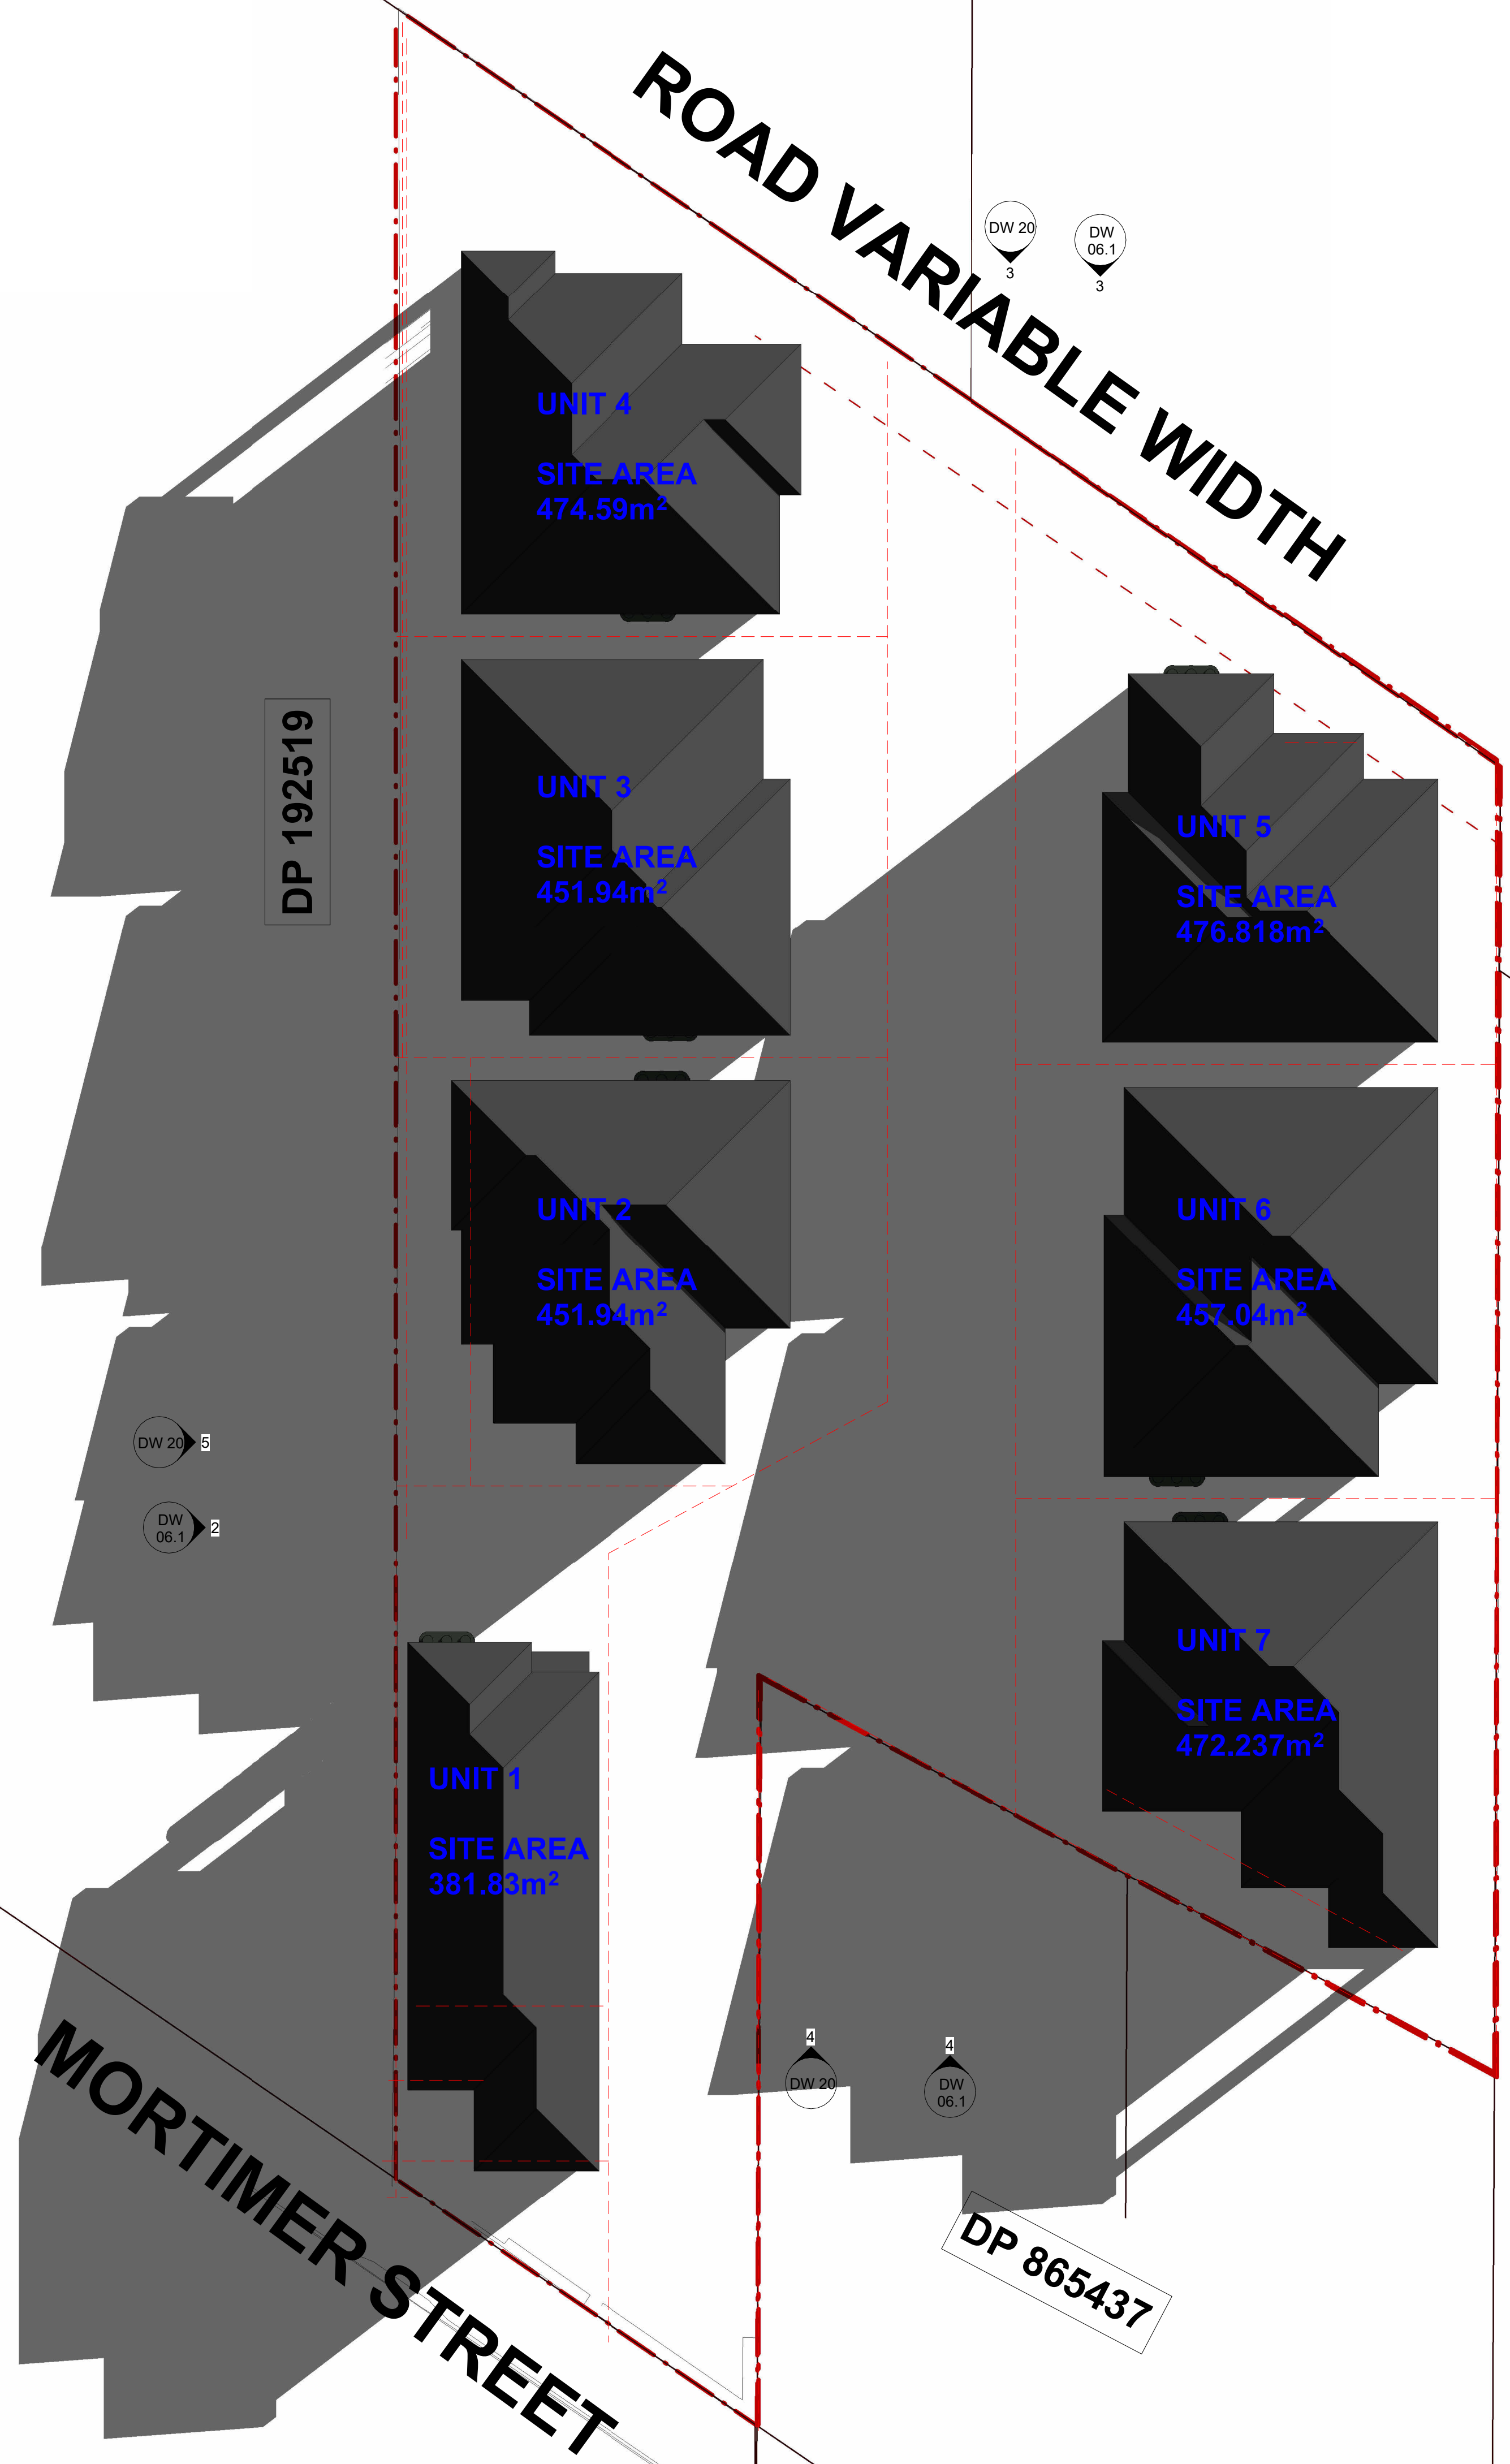 ROAD VARIABLE WIDTH
DW 20
3
DW
06.1
3
UNIT 4
SITE AREA
474.59m²
DP 192519
UNIT 3
SITE AREA
451.94m²
UNIT 5
SITE AREA
476.818m²
UNIT 2
SITE AREA
451.94m²
UNIT 6
SITE AREA
457.04m²
DW 20
5
DW
06.1
2
UNIT 7
SITE AREA
472.237m²
UNIT 1
SITE AREA
381.83m²
4
DW 20
4
DW
06.1
MORTIMER STREET
DP 865437